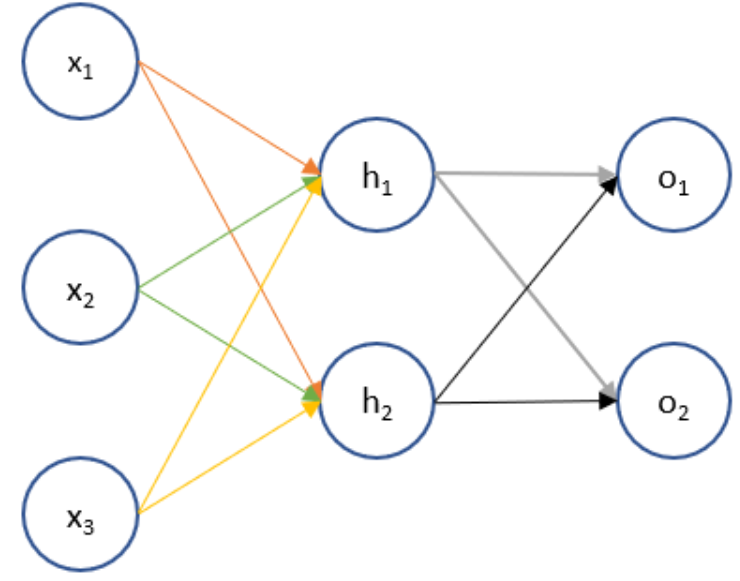 x₁
h₁
o₁
x₂
h₂
o₂
x₃